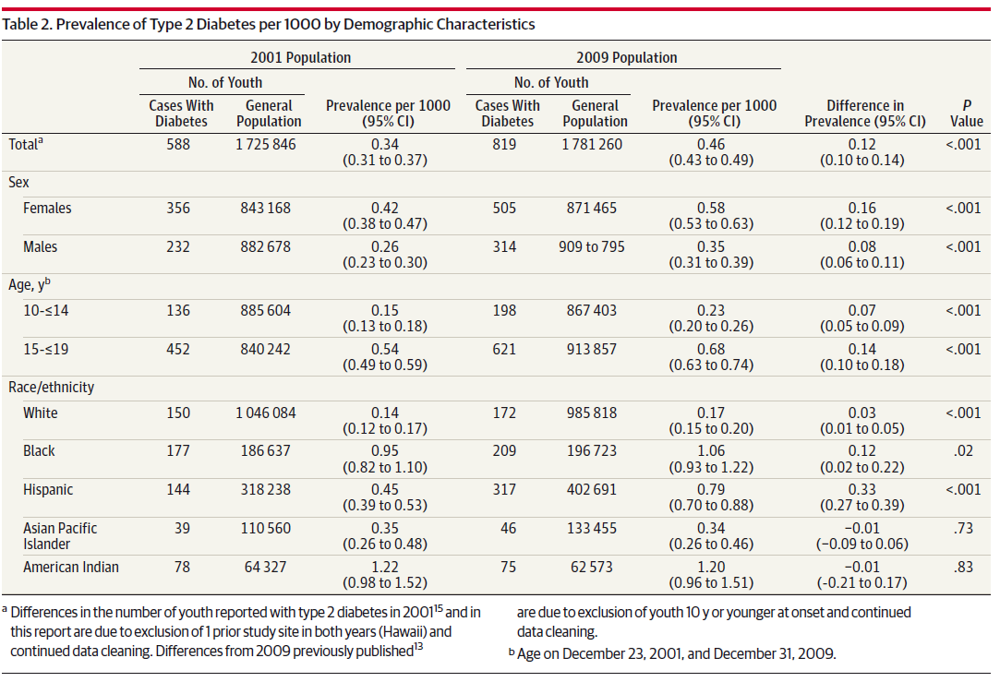 Table 2. Prevalence of Type 2 Diabetes per 1000 by Demographic Characteristics
2001 Population 2009 Population
No. of Youth No. of Youth
Cases With Diabetes General Population Prevalence per 1000 (95% CI) Cases With Diabetes General Population Prevalence per 1000 (95% CI) Difference in Prevalence (95% CI) P Value
Totalᵃ 588 1 725 846 0.34 819 1 781 260 0.46 0.12 <.001
(0.31 to 0.37) (0.43 to 0.49) (0.10 to 0.14)
Sex
Females 356 843 168 0.42 505 871 465 0.58 0.16 <.001
(0.38 to 0.47) (0.53 to 0.63) (0.12 to 0.19)
Males 232 882 678 0.26 314 909 to 795 0.35 0.08 <.001
(0.23 to 0.30) (0.31 to 0.39) (0.06 to 0.11)
Age, yᵇ
10-≤14 136 885 604 0.15 198 867 403 0.23 0.07 <.001
(0.13 to 0.18) (0.20 to 0.26) (0.05 to 0.09)
15-≤19 452 840 242 0.54 621 913 857 0.68 0.14 <.001
(0.49 to 0.59) (0.63 to 0.74) (0.10 to 0.18)
Race/ethnicity
White 150 1 046 084 0.14 172 985 818 0.17 0.03 <.001
(0.12 to 0.17) (0.15 to 0.20) (0.01 to 0.05)
Black 177 186 637 0.95 209 196 723 1.06 0.12 .02
(0.82 to 1.10) (0.93 to 1.22) (0.02 to 0.22)
Hispanic 144 318 238 0.45 317 402 691 0.79 0.33 <.001
(0.39 to 0.53) (0.70 to 0.88) (0.27 to 0.39)
Asian Pacific 39 110 560 0.35 46 133 455 0.34 −0.01 .73
Islander (0.26 to 0.48) (0.26 to 0.46) (−0.09 to 0.06)
American Indian 78 64 327 1.22 75 62 573 1.20 −0.01 .83
(0.98 to 1.52) (0.96 to 1.51) (-0.21 to 0.17)
ᵃ Differences in the number of youth reported with type 2 diabetes in 2001¹⁵ and in
this report are due to exclusion of 1 prior study site in both years (Hawaii) and
continued data cleaning. Differences from 2009 previously published¹³
are due to exclusion of youth 10 y or younger at onset and continued
data cleaning.
ᵇ Age on December 23, 2001, and December 31, 2009.